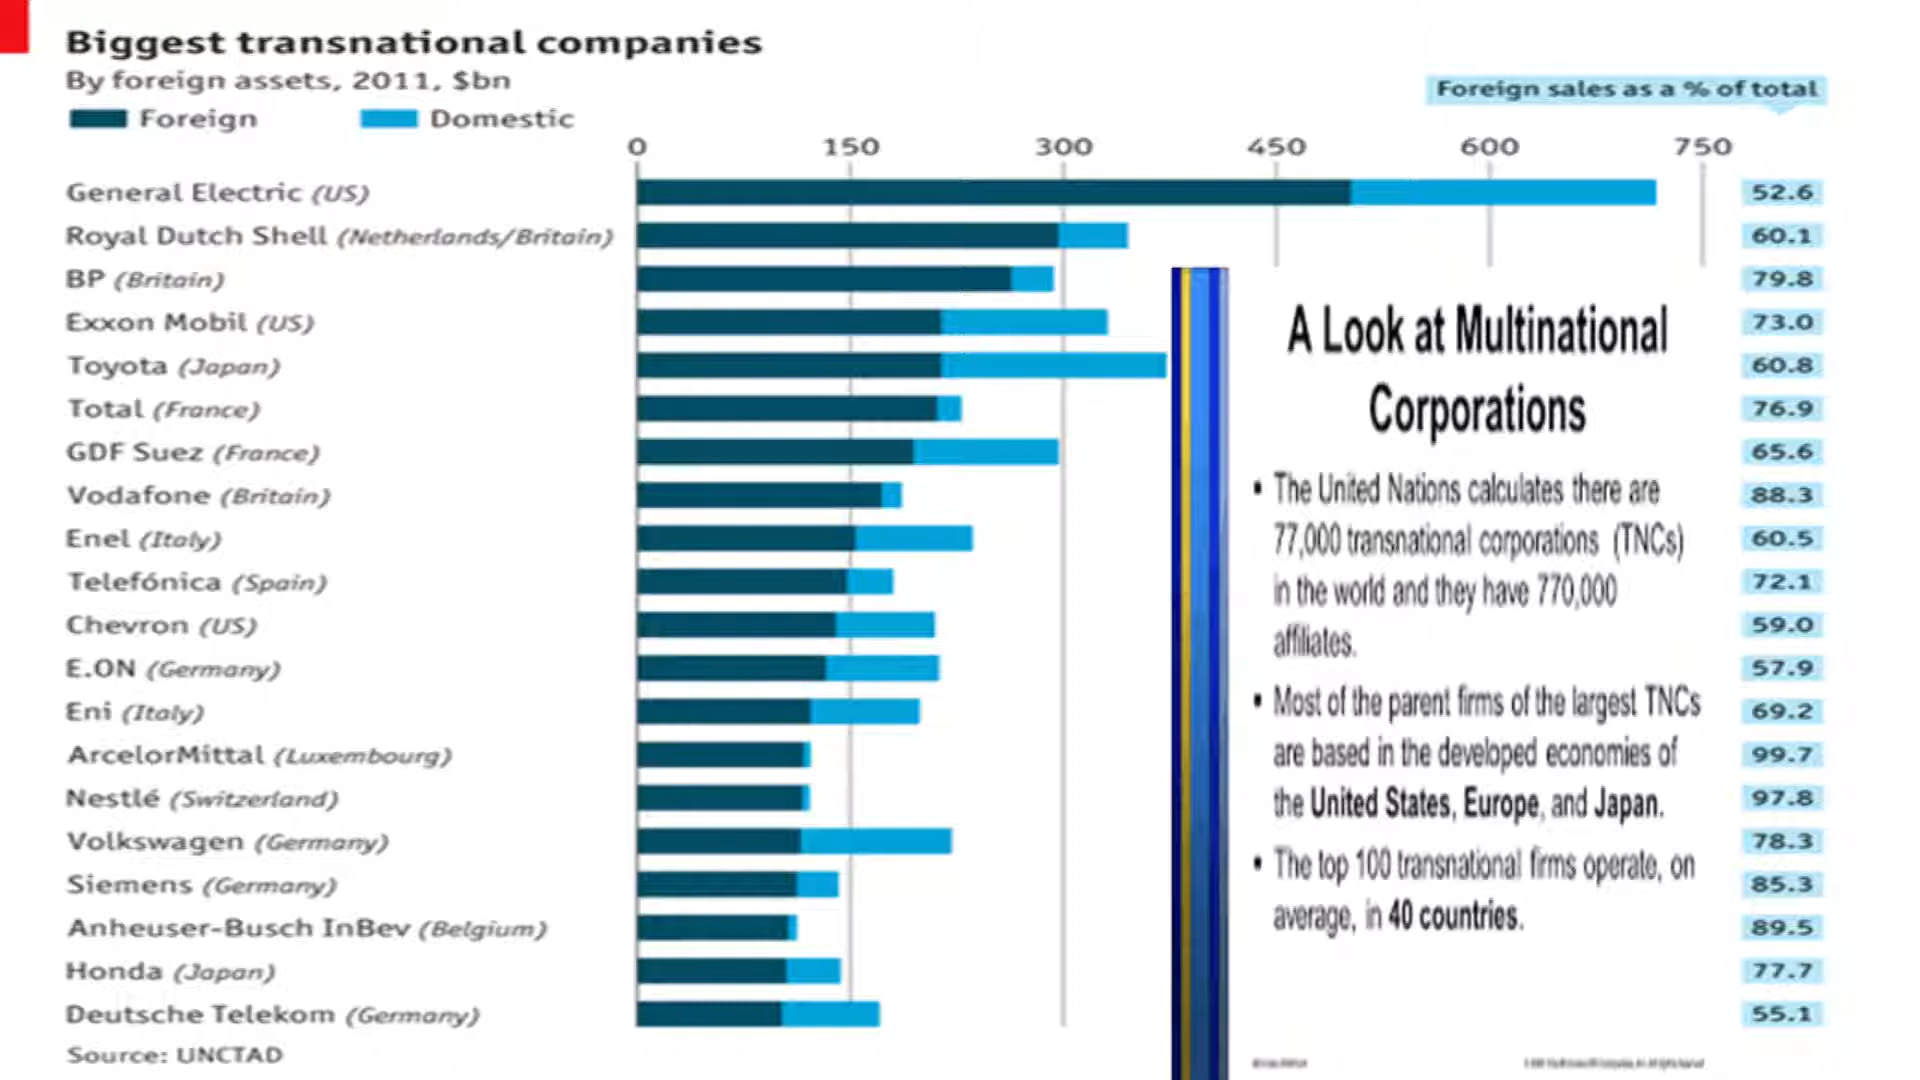 Biggest transnational companies
By foreign assets, 2011, $bn
Foreign Domestic
Foreign sales as a % of total
0 150 300 450 600 750
General Electric (US) 52.6
Royal Dutch Shell (Netherlands/Britain) 60.1
BP (Britain) 79.8
Exxon Mobil (US) 73.0
Toyota (Japan) 60.8
Total (France) 76.9
GDF Suez (France) 65.6
Vodafone (Britain) 88.3
Enel (Italy) 60.5
Telefónica (Spain) 72.1
Chevron (US) 59.0
E.ON (Germany) 57.9
Eni (Italy) 69.2
ArcelorMittal (Luxembourg) 99.7
Nestlé (Switzerland) 97.8
Volkswagen (Germany) 78.3
Siemens (Germany) 85.3
Anheuser-Busch InBev (Belgium) 89.5
Honda (Japan) 77.7
Deutsche Telekom (Germany) 55.1
Source: UNCTAD
A Look at Multinational
Corporations
• The United Nations calculates there are
77,000 transnational corporations (TNCs)
in the world and they have 770,000
affiliates.
• Most of the parent firms of the largest TNCs
are based in the developed economies of
the United States, Europe, and Japan.
• The top 100 transnational firms operate, on
average, in 40 countries.